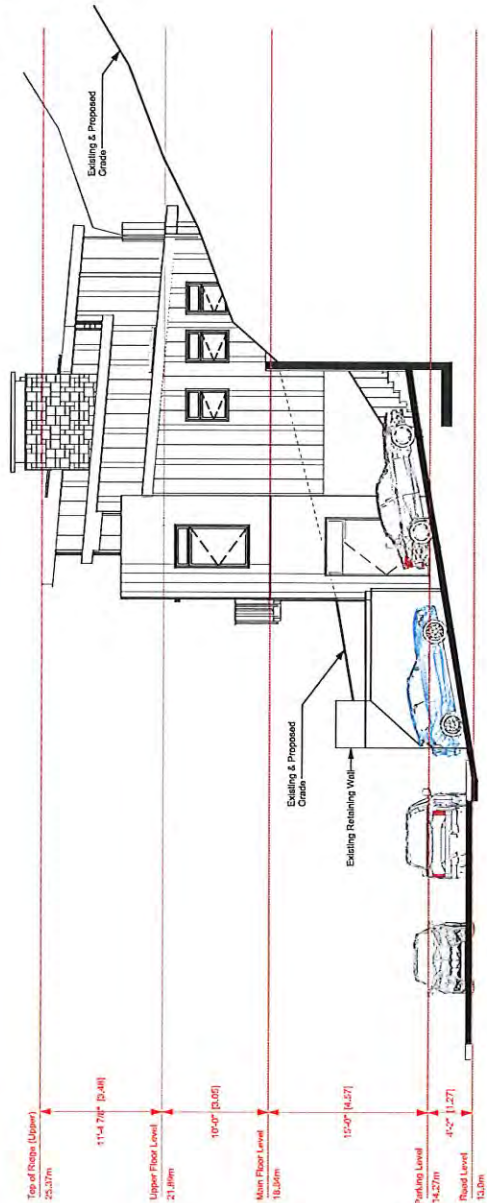 Top of Ridge (Upper)
25.37m
11'-4 7/8" [3.48]
Upper Floor Level
21.89m
10'-0" [3.05]
Main Floor Level
18.84m
15'-0" [4.57]
Parking Level
14.27m
4'-2" [1.27]
Road Level
13.0m
Existing & Proposed
Grade
Existing Retaining Wall
Existing & Proposed
Grade